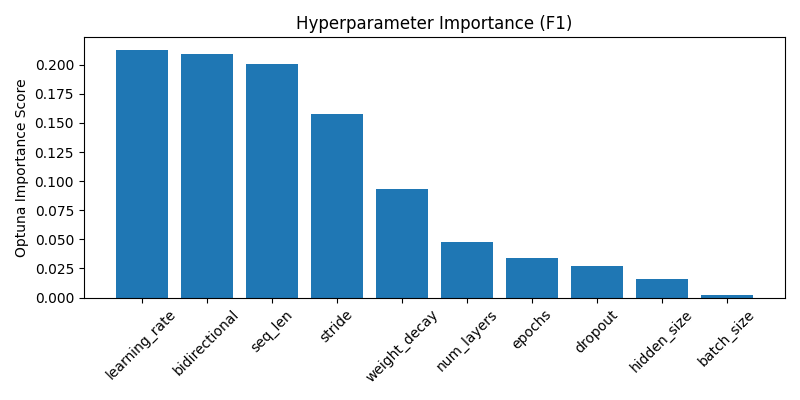 Hyperparameter Importance (F1)
Optuna Importance Score
0.200
0.175
0.150
0.125
0.100
0.075
0.050
0.025
0.000
learning_rate
bidirectional
seq_len
stride
weight_decay
num_layers
epochs
dropout
hidden_size
batch_size